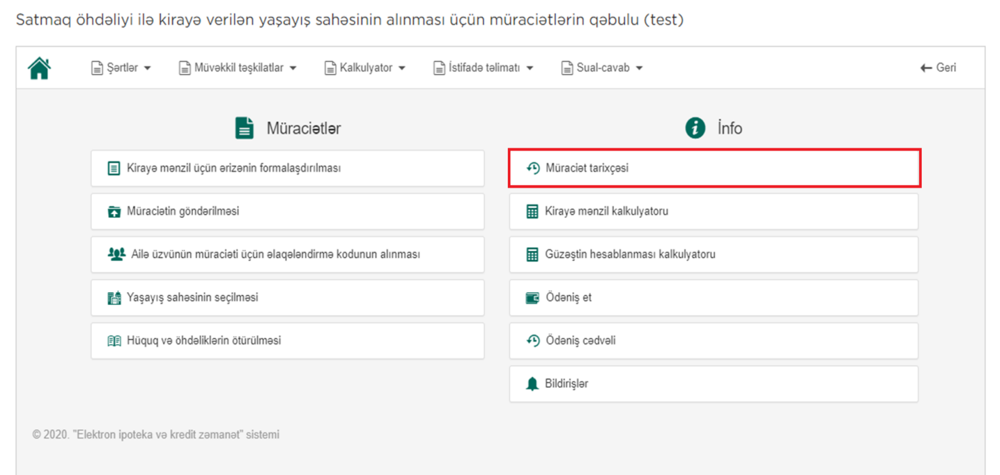 Satmaq öhdəliyi ilə kirayə verilən yaşayış sahəsinin alınması üçün müraciətlərin qəbulu (test)
Şərtlər
Müvəkkil təşkilatlar
Kalkulyator
İstifadə təlimatı
Sual-cavab
Geri
Müraciətlər
Kirayə mənzil üçün ərizənin formalaşdırılması
Müraciətin göndərilməsi
Ailə üzvünün müraciəti üçün əlaqələndirmə kodunun alınması
Yaşayış sahəsinin seçilməsi
Hüquq və öhdəliklərin ötürülməsi
İnfo
Müraciət tarixçəsi
Kirayə mənzil kalkulyatoru
Güzəştin hesablanması kalkulyatoru
Ödəniş et
Ödəniş cədvəli
Bildirişlər
© 2020. "Elektron ipoteka və kredit zəmanət" sistemi